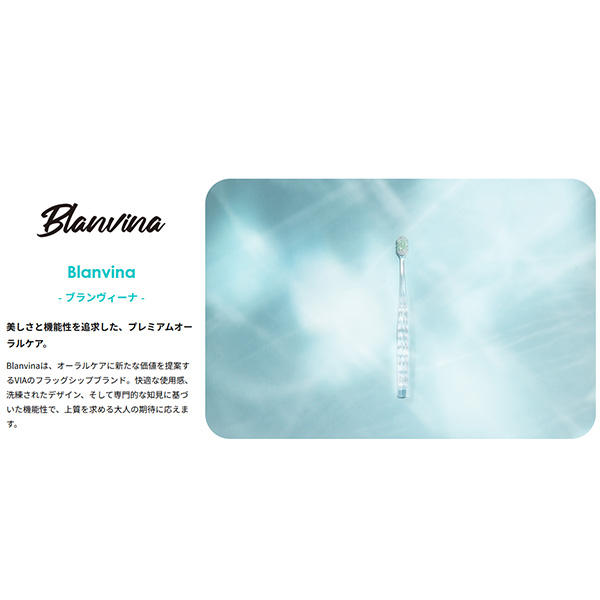 Blanvina
Blanvina
- ブランヴィーナ -
美しさと機能性を追求した、プレミアムオー
ラルケア。
Blanvinaは、オーラルケアに新たな価値を提案す
るVIAのフラッグシップブランド。快適な使用感、
洗練されたデザイン、そして専門的な知見に基づ
いた機能性で、上質を求める大人の期待に応えま
す。